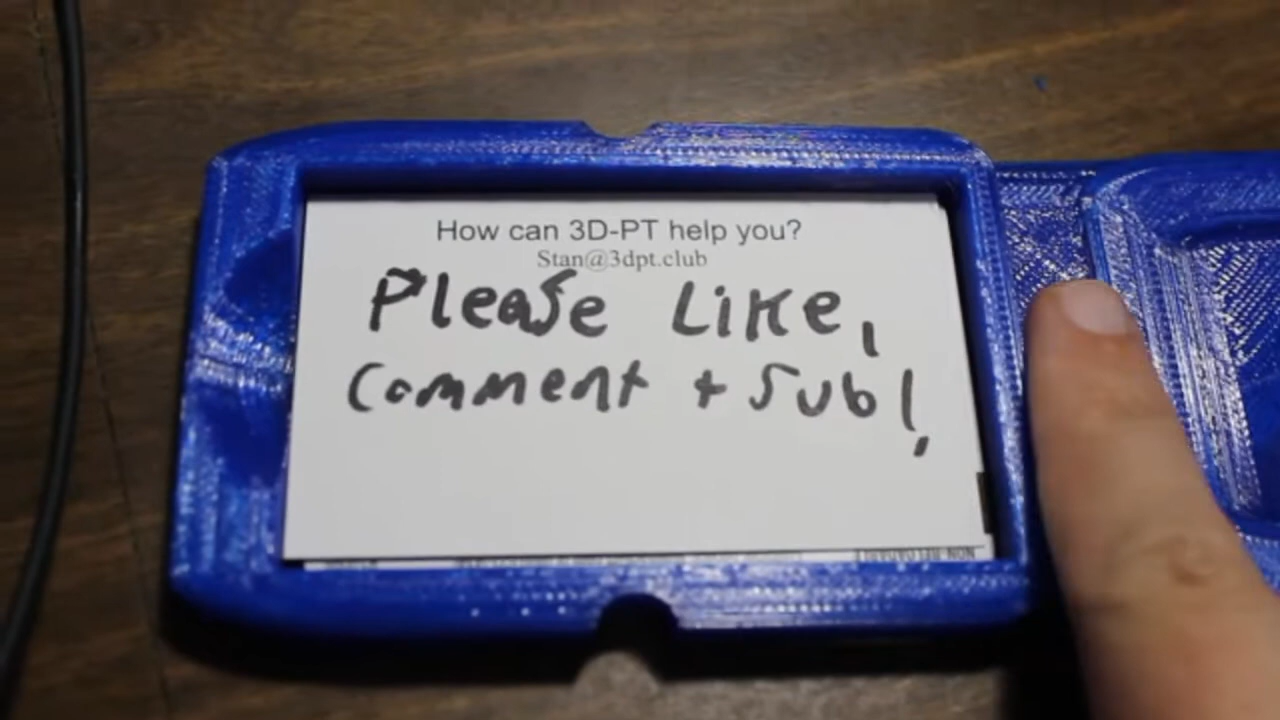 How can 3D-PT help you?
Stan@3dpt.club
Please Like,
Comment + Sub!